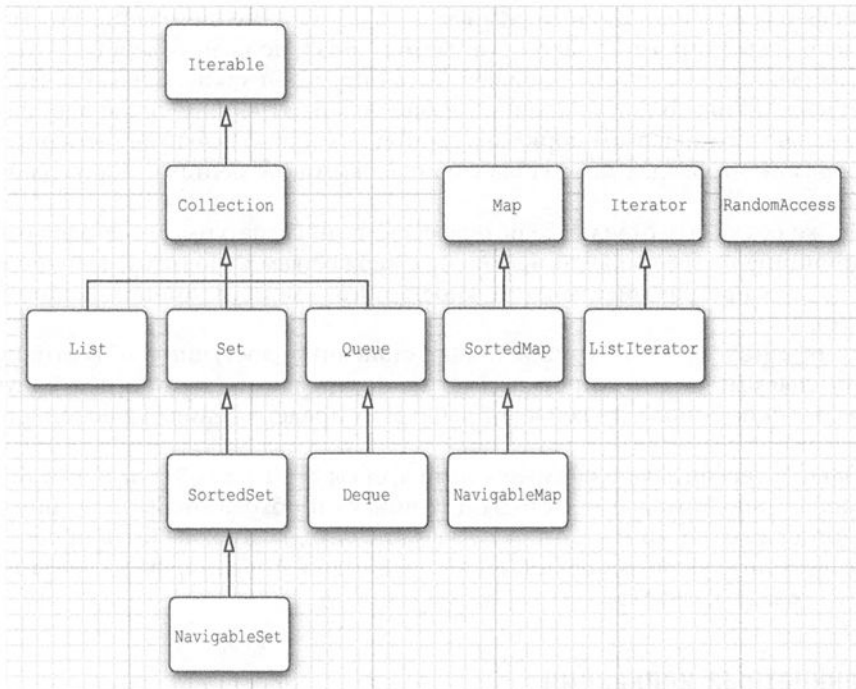 Iterable
Collection
Map
Iterator
RandomAccess
List
Set
Queue
SortedMap
ListIterator
SortedSet
Deque
NavigableMap
NavigableSet